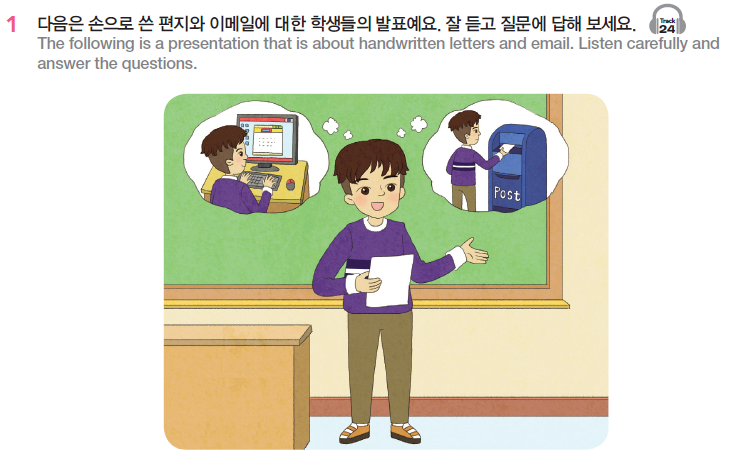 1 다음은 손으로 쓴 편지와 이메일에 대한 학생들의 발표예요. 잘 듣고 질문에 답해 보세요. Track 24
The following is a presentation that is about handwritten letters and email. Listen carefully and
answer the questions.
Post